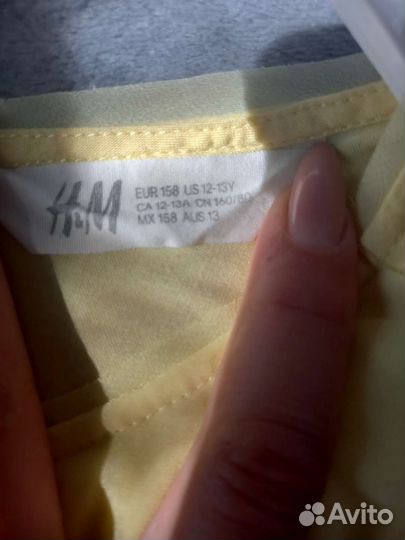 H&M
EUR 158 US 12-13Y
CA 12-13A CN 160/80
MX 158 AUS 13
Avito